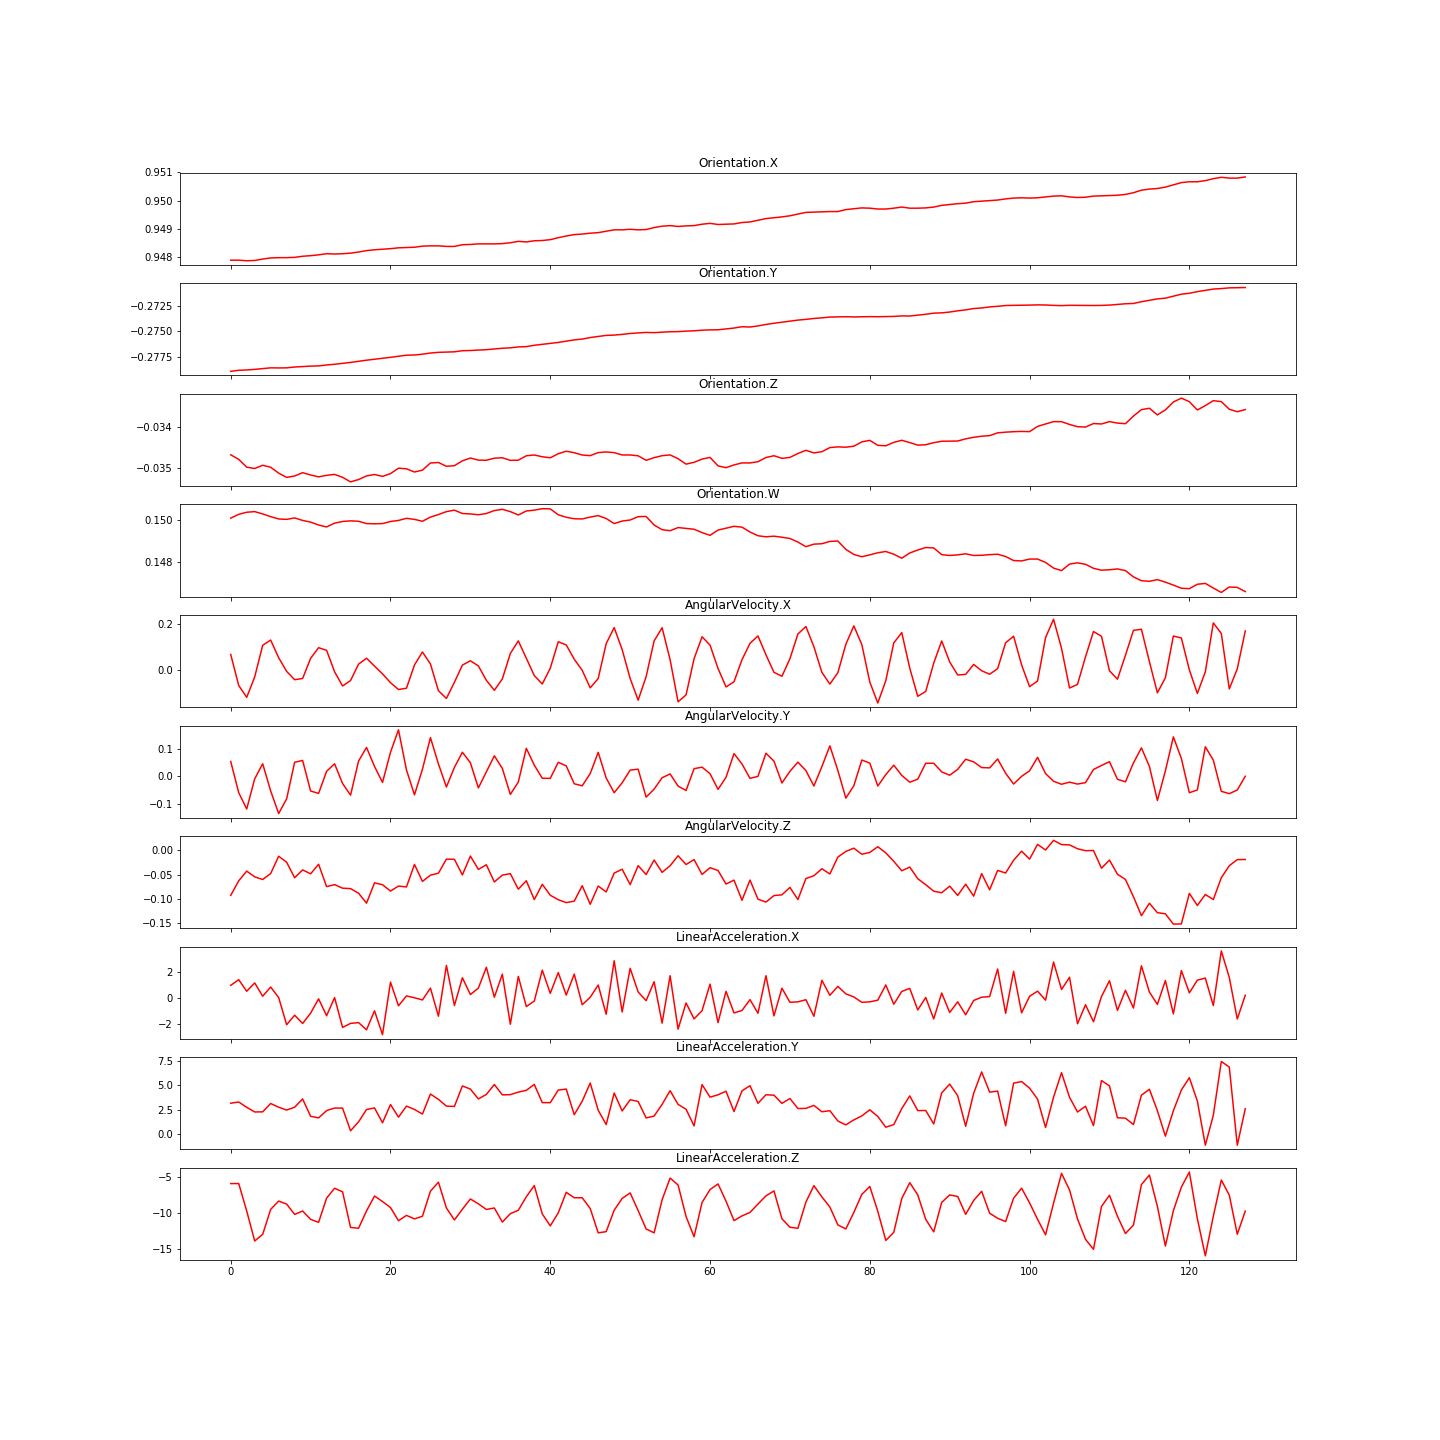 Orientation.X
0.951
0.950
0.949
0.948
Orientation.Y
−0.2725
−0.2750
−0.2775
Orientation.Z
−0.034
−0.035
Orientation.W
0.150
0.148
AngularVelocity.X
0.2
0.0
AngularVelocity.Y
0.1
0.0
−0.1
AngularVelocity.Z
0.00
−0.05
−0.10
−0.15
LinearAcceleration.X
2
0
−2
LinearAcceleration.Y
7.5
5.0
2.5
0.0
LinearAcceleration.Z
−5
−10
−15
0 20 40 60 80 100 120